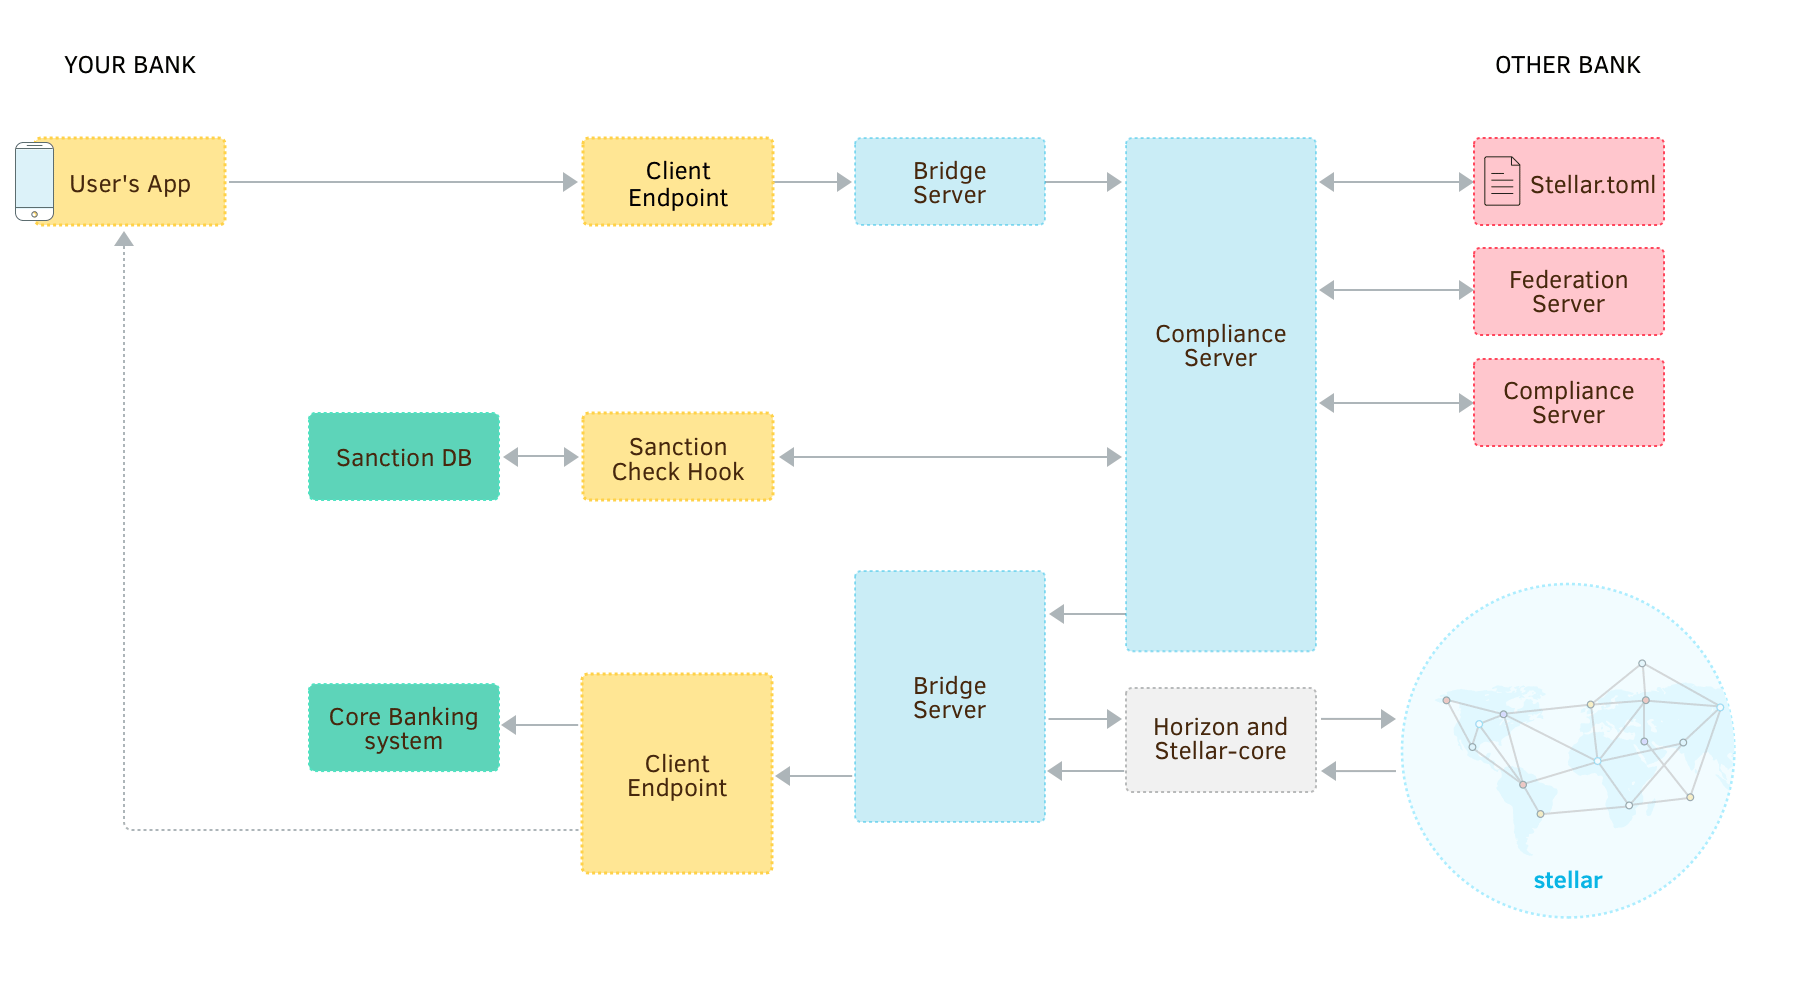 YOUR BANK
OTHER BANK
User's App
Client
Endpoint
Bridge
Server
Stellar.toml
Federation
Server
Compliance
Server
Compliance
Server
Sanction DB
Sanction
Check Hook
Bridge
Server
Core Banking
system
Client
Endpoint
Horizon and
Stellar-core
stellar